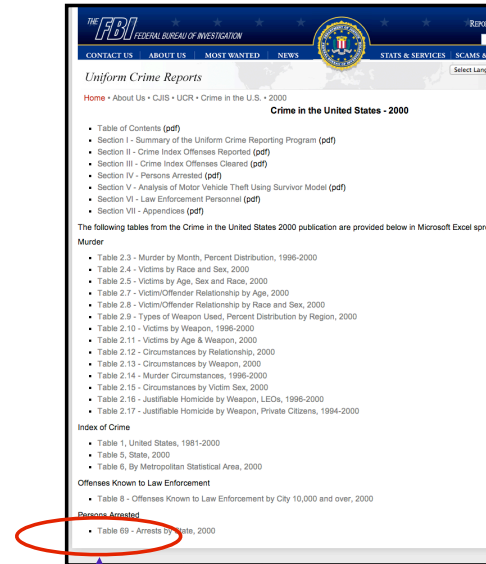 THE FBI FEDERAL BUREAU OF INVESTIGATION
CONTACT US ABOUT US MOST WANTED NEWS STATS & SERVICES SCAMS &
Uniform Crime Reports
Home • About Us • CJIS • UCR • Crime in the U.S. • 2000
Crime in the United States - 2000
Table of Contents (pdf)
Section I - Summary of the Uniform Crime Reporting Program (pdf)
Section II - Crime Index Offenses Reported (pdf)
Section III - Crime Index Offenses Cleared (pdf)
Section IV - Persons Arrested (pdf)
Section V - Analysis of Motor Vehicle Theft Using Survivor Model (pdf)
Section VI - Law Enforcement Personnel (pdf)
Section VII - Appendices (pdf)
The following tables from the Crime in the United States 2000 publication are provided below in Microsoft Excel spre
Murder
Table 2.3 - Murder by Month, Percent Distribution, 1996-2000
Table 2.4 - Victims by Race and Sex, 2000
Table 2.5 - Victims by Age, Sex and Race, 2000
Table 2.7 - Victim/Offender Relationship by Age, 2000
Table 2.8 - Victim/Offender Relationship by Race and Sex, 2000
Table 2.9 - Types of Weapon Used, Percent Distribution by Region, 2000
Table 2.10 - Victims by Weapon, 1996-2000
Table 2.11 - Victims by Age & Weapon, 2000
Table 2.12 - Circumstances by Relationship, 2000
Table 2.13 - Circumstances by Weapon, 2000
Table 2.14 - Murder Circumstances, 1996-2000
Table 2.15 - Circumstances by Victim Sex, 2000
Table 2.16 - Justifiable Homicide by Weapon, LEOs, 1996-2000
Table 2.17 - Justifiable Homicide by Weapon, Private Citizens, 1994-2000
Index of Crime
Table 1, United States, 1981-2000
Table 5, State, 2000
Table 6, By Metropolitan Statistical Area, 2000
Offenses Known to Law Enforcement
Table 8 - Offenses Known to Law Enforcement by City 10,000 and over, 2000
Persons Arrested
Table 69 - Arrests by State, 2000